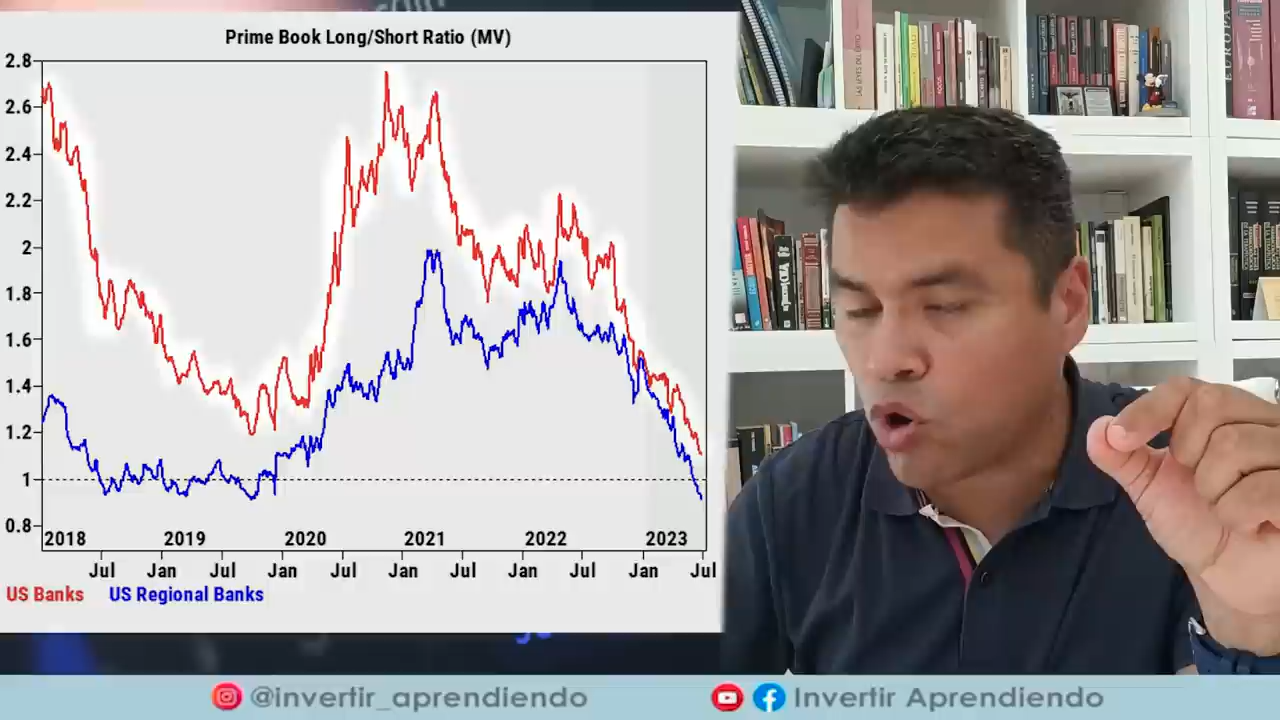 Prime Book Long/Short Ratio (MV)
2.8
2.6
2.4
2.2
2
1.8
1.6
1.4
1.2
1
0.8
2018 2019 2020 2021 2022 2023
Jul Jan Jul Jan Jul Jan Jul Jan Jul Jan Jul
US Banks US Regional Banks
EUROPA
@invertir_aprendiendo
Invertir Aprendiendo